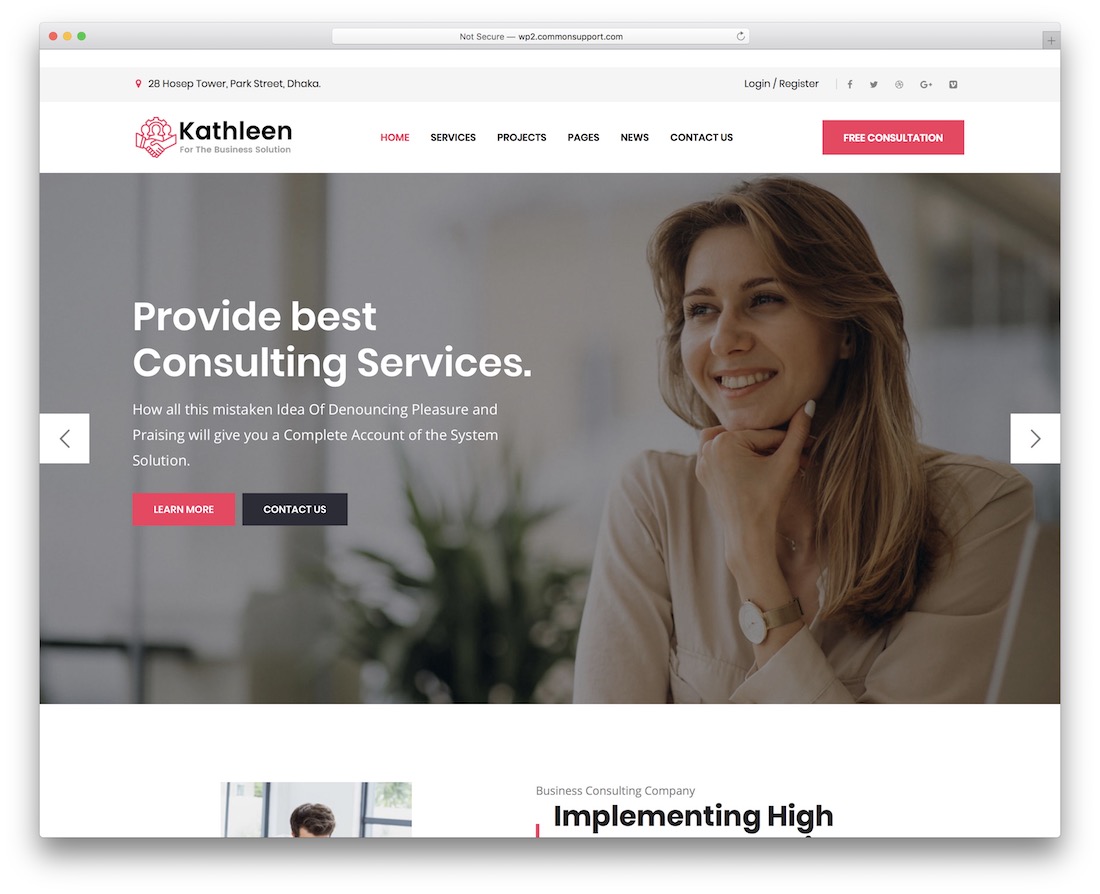 Not Secure — wp2.commonsupport.com
28 Hosep Tower, Park Street, Dhaka.
Login / Register
Kathleen
For The Business Solution
HOME SERVICES PROJECTS PAGES NEWS CONTACT US
FREE CONSULTATION
Provide best
Consulting Services.
How all this mistaken Idea Of Denouncing Pleasure and
Praising will give you a Complete Account of the System
Solution.
LEARN MORE CONTACT US
Business Consulting Company
Implementing High